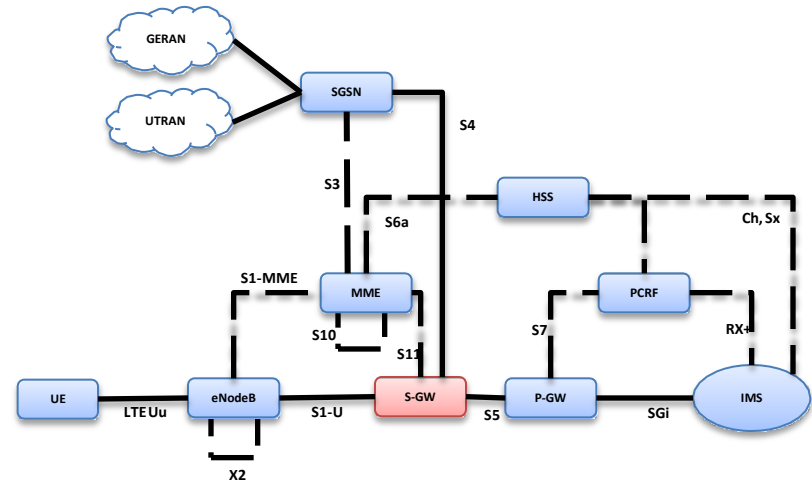 GERAN
SGSN
UTRAN
S4
S3
HSS
S6a
Ch, Sx
S1-MME
MME
PCRF
S10
S7
RX+
S11
UE
eNodeB
S-GW
P-GW
IMS
LTE Uu
S1-U
S5
SGi
X2